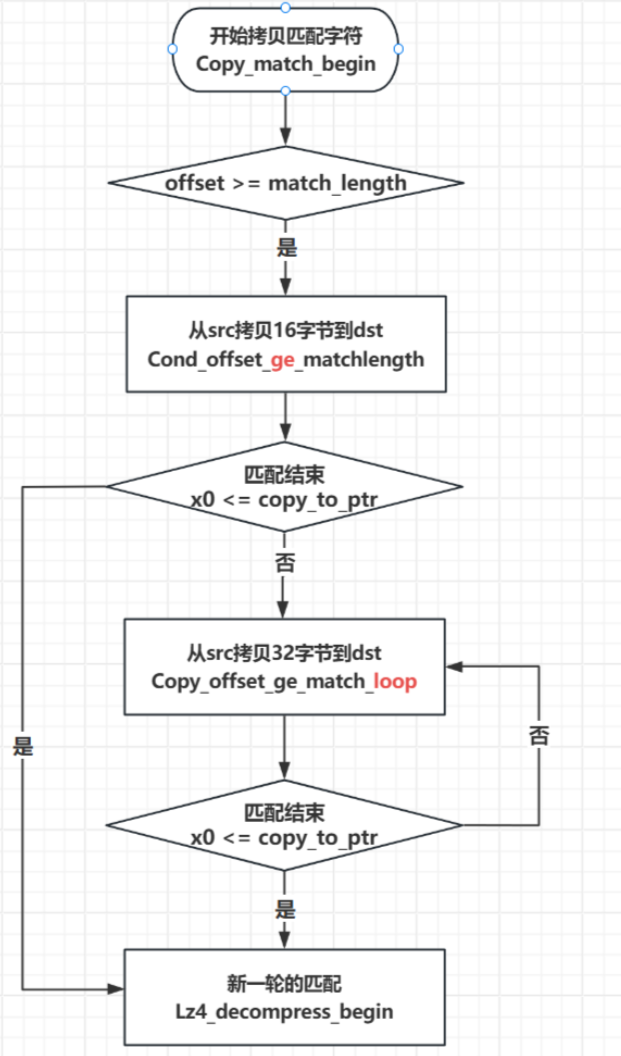 开始拷贝匹配字符
Copy_match_begin
offset >= match_length
是
从src拷贝16字节到dst
Cond_offset_ge_matchlength
匹配结束
x0 <= copy_to_ptr
否
从src拷贝32字节到dst
Copy_offset_ge_match_loop
否
是
匹配结束
x0 <= copy_to_ptr
是
新一轮的匹配
Lz4_decompress_begin